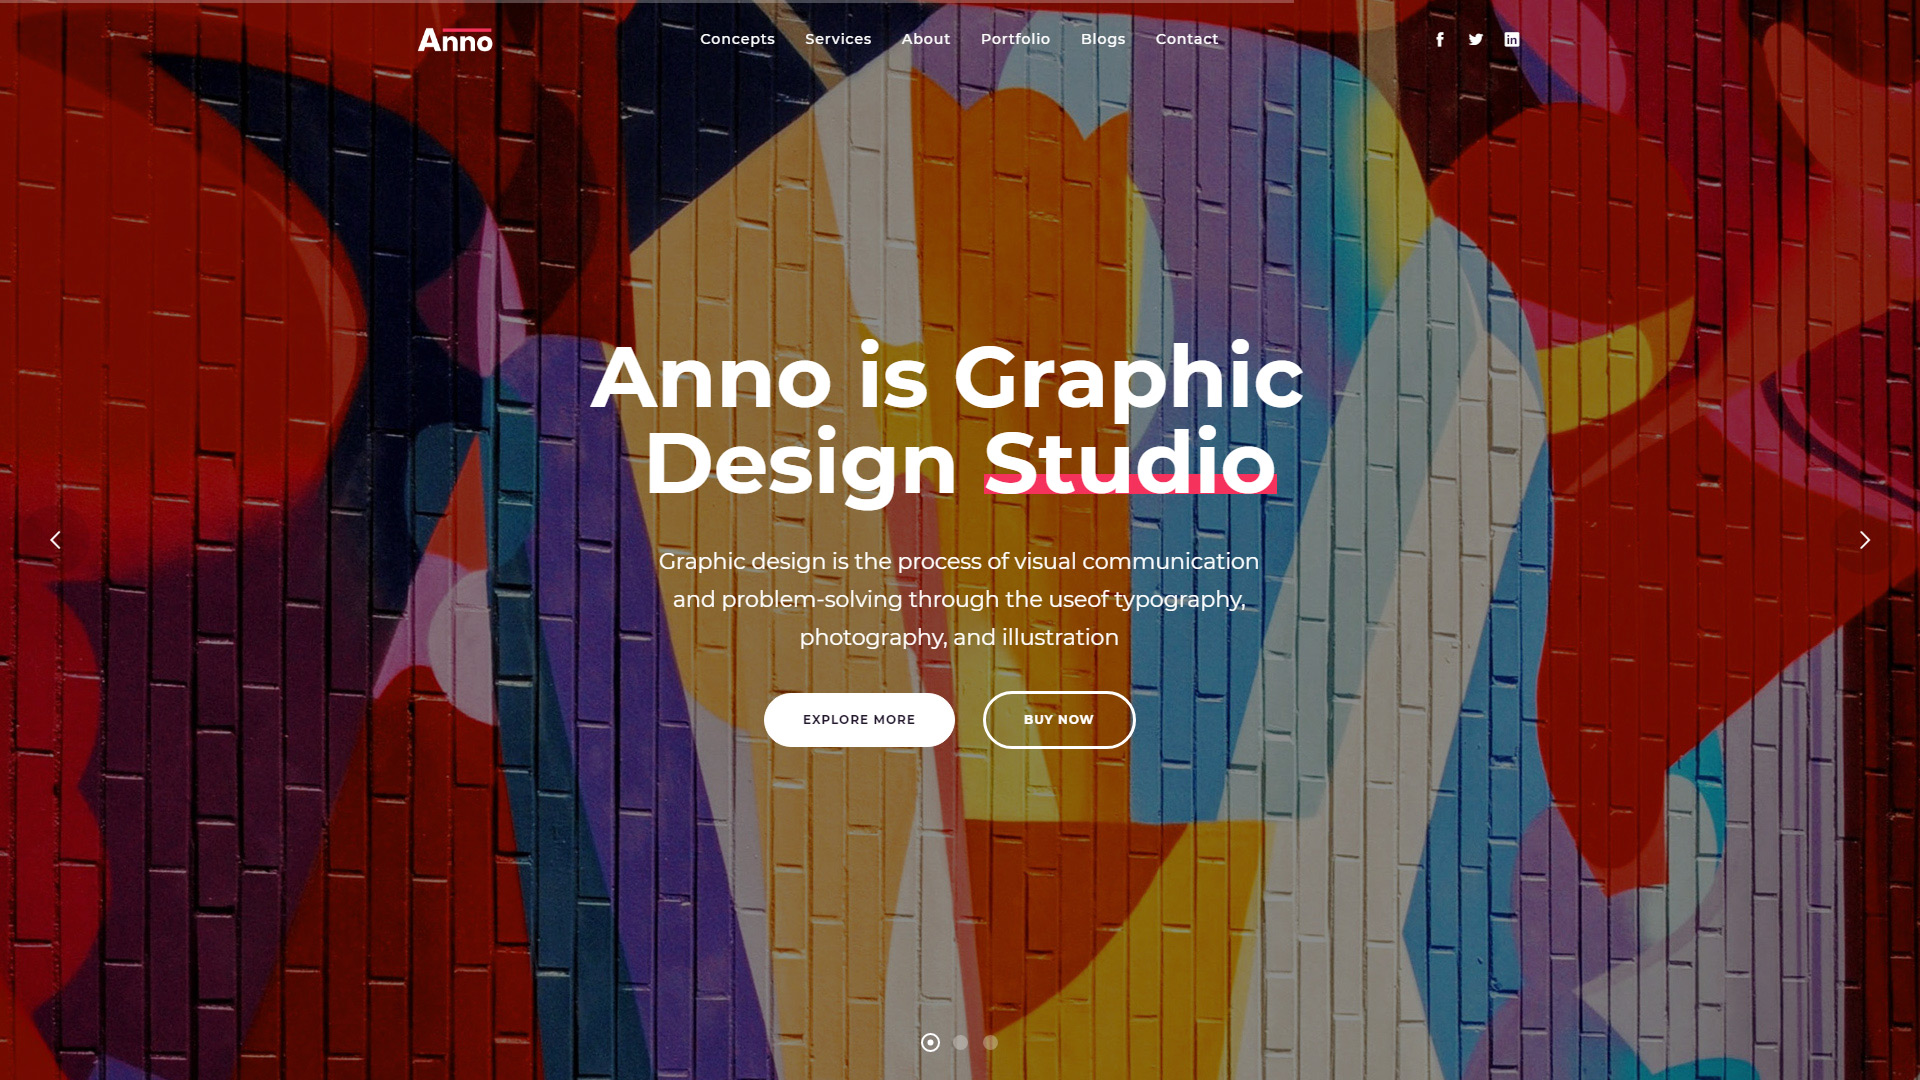 Anno
Concepts Services About Portfolio Blogs Contact
Anno is Graphic
Design Studio
Graphic design is the process of visual communication
and problem-solving through the useof typography,
photography, and illustration
EXPLORE MORE BUY NOW